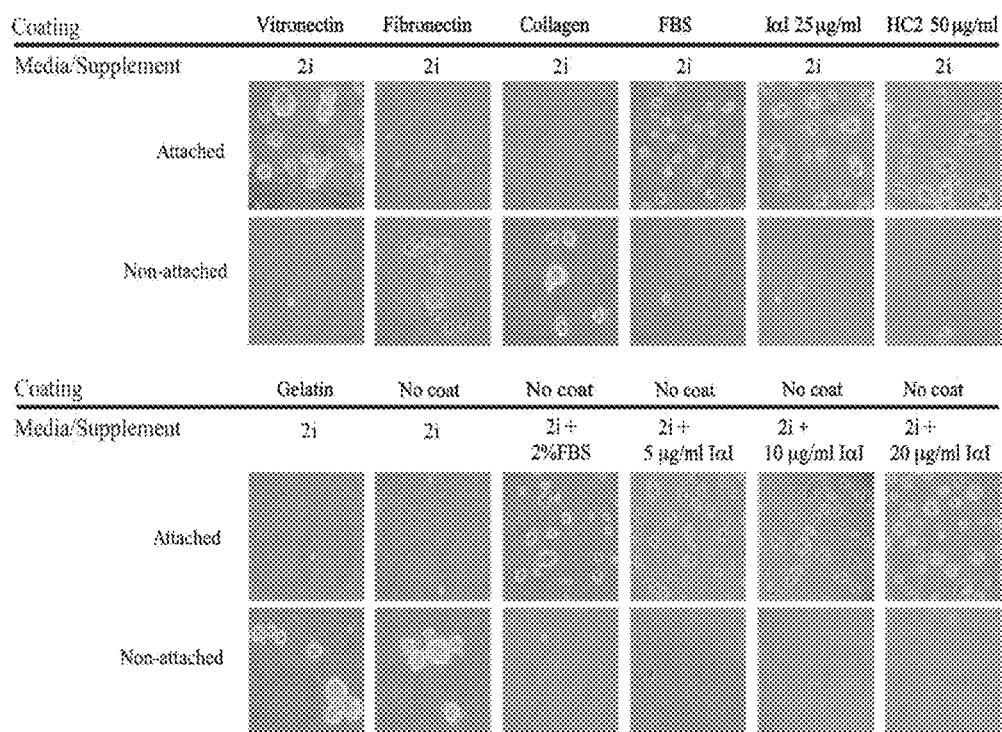 Coating Vitronectin Fibronectin Collagen FBS IαI 25 µg/ml HC2 50 µg/ml
Media/Supplement 2i 2i 2i 2i 2i 2i
Attached
Non-attached
Coating Gelatin No coat No coat No coat No coat No coat
Media/Supplement 2i 2i 2i + 2i + 2i + 2i +
2%FBS 5 µg/ml IαI 10 µg/ml IαI 20 µg/ml IαI
Attached
Non-attached